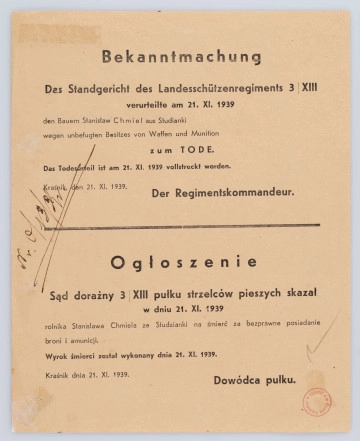 Bekanntmachung
Das Standgericht des Landesschützenregiments 3 | XIII
verurteilte am 21. XI. 1939
den Bauern Stanisław Chmiel aus Studianki
wegen unbefugten Besitzes von Waffen und Munition
zum TODE.
Das Todesurteil ist am 21. XI. 1939 vollstreckt worden.
Kraśnik, den 21. XI. 1939.
Der Regimentskommandeur.
Ogłoszenie
Sąd doraźny 3 | XIII pułku strzelców pieszych skazał
w dniu 21. XI. 1939
rolnika Stanisława Chmiela ze Studzianki na śmierć za bezprawne posiadanie
broni i amunicji.
Wyrok śmierci został wykonany dnia 21. XI. 1939.
Kraśnik dnia 21. XI. 1939.
Dowódca pułku.